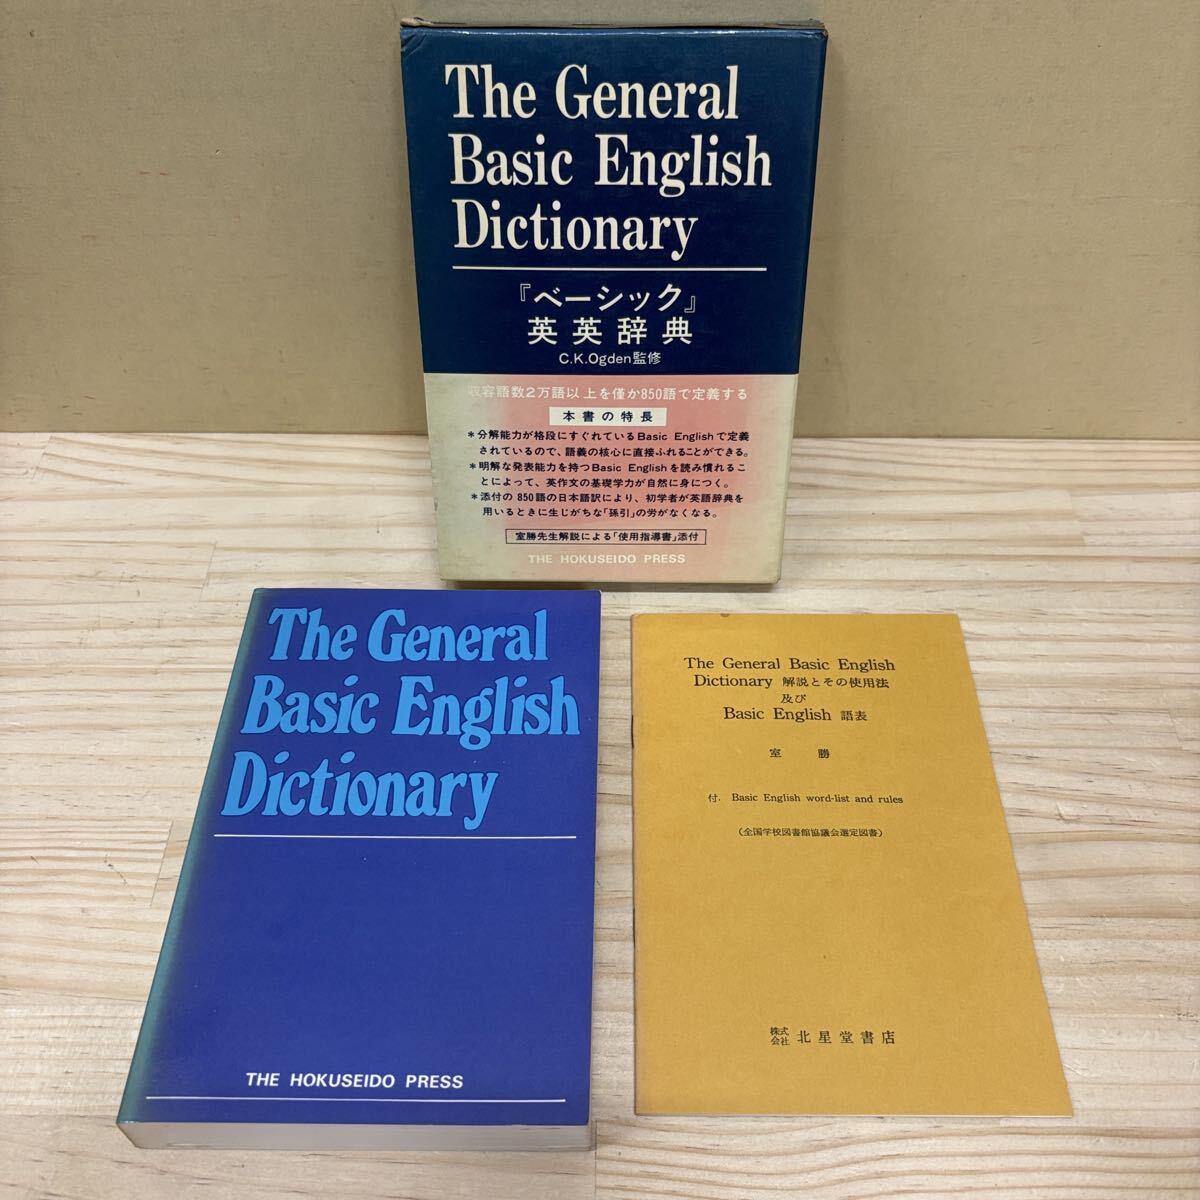 The General
Basic English
Dictionary
『ベーシック』
英英辞典
C.K.Ogden監修
収容語数2万語以上を僅か850語で定義する
本書の特長
*分解能力が格段にすぐれているBasic Englishで定義
されているので、語義の核心に直接ふれることができる。
*明解な発表能力を持つBasic Englishを読み慣れるこ
とによって、英作文の基礎学力が自然に身につく。
*添付の850語の日本語訳により、初学者が英語辞典を
用いるときに生じがちな「孫引」の労がなくなる。
室勝先生解説による「使用指導書」添付
THE HOKUSEIDO PRESS
The General
Basic English
Dictionary
THE HOKUSEIDO PRESS
The General Basic English
Dictionary 解説とその使用法
及び
Basic English 語表
室 勝
付. Basic English word-list and rules
(全国学校図書館協議会選定図書)
株式会社 北星堂書店